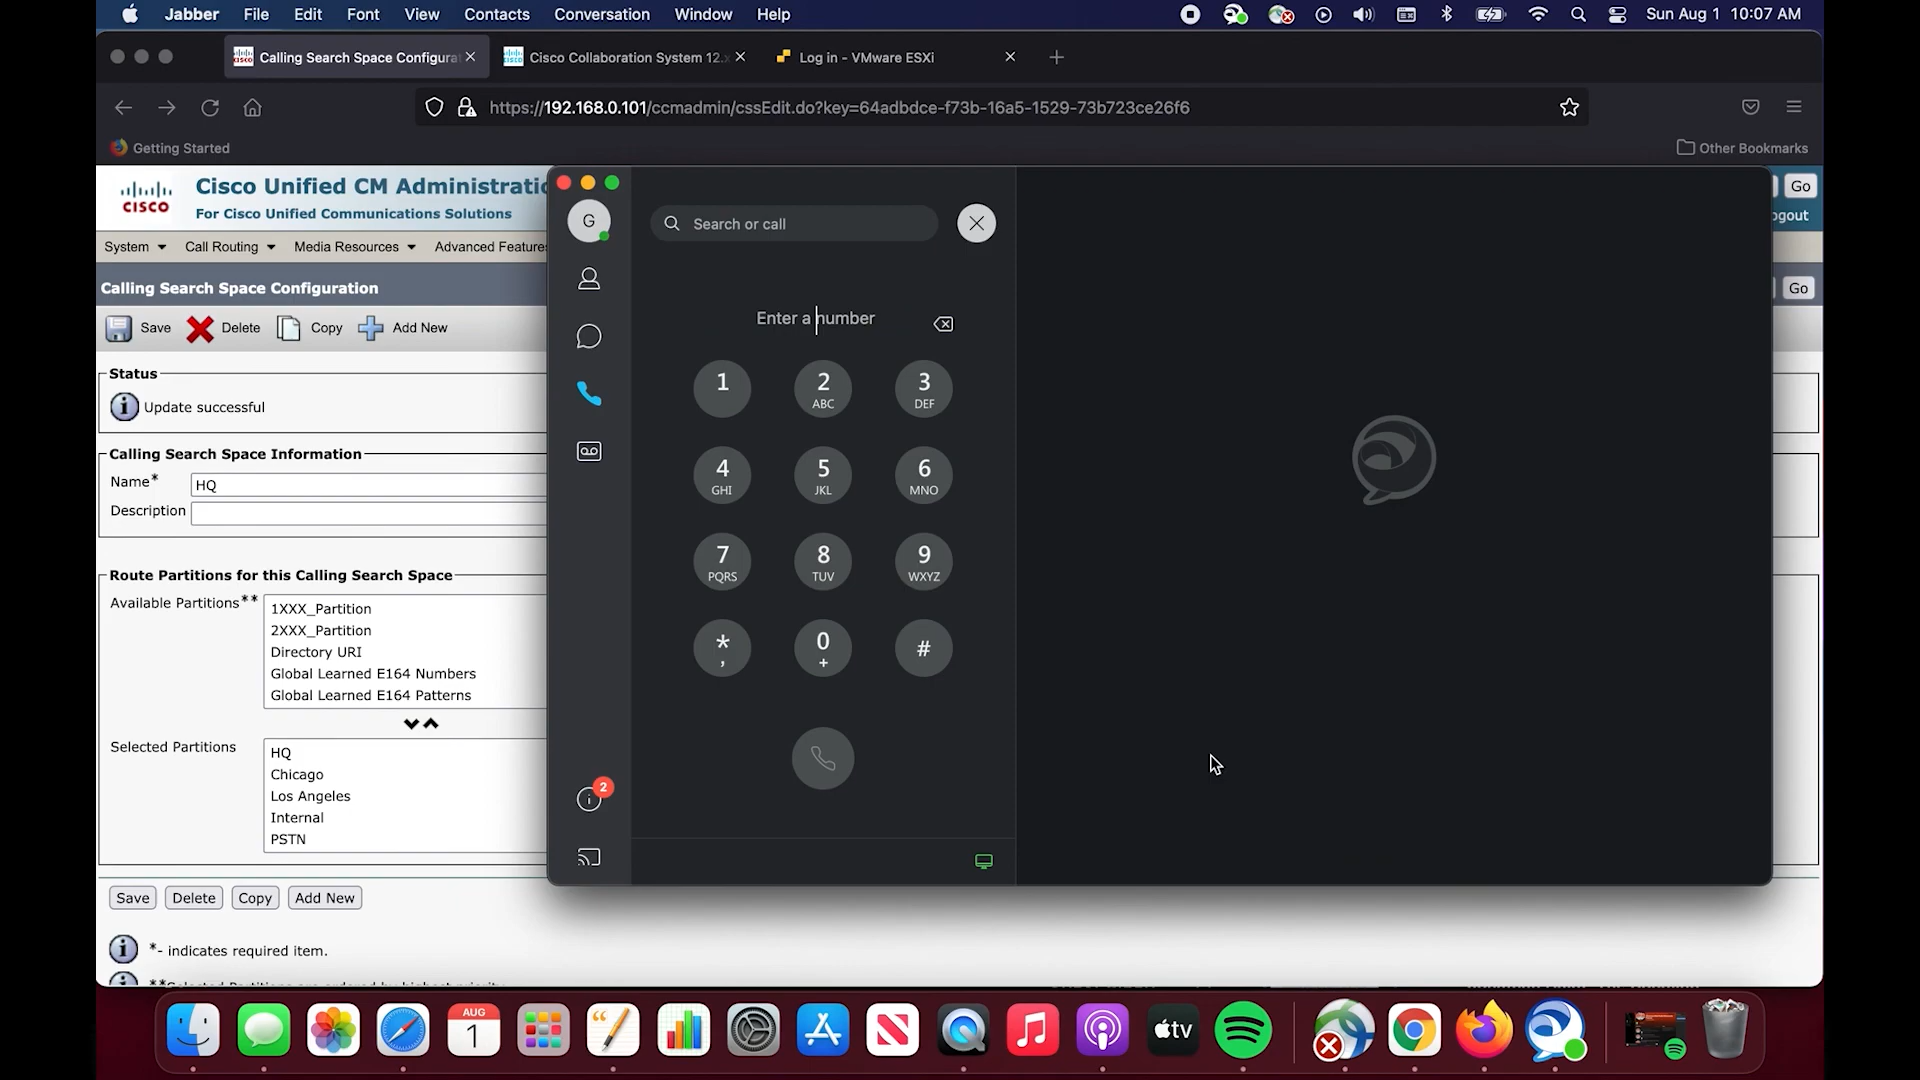 Jabber File Edit Font View Contacts Conversation Window Help Sun Aug 1 10:07 AM
Calling Search Space Configura Cisco Collaboration System 12. Log in - VMware ESXi
https://192.168.0.101/ccmadmin/cssEdit.do?key=64adbdce-f73b-16a5-1529-73b723ce26f6
Getting Started Other Bookmarks
CISCO
Cisco Unified CM Administratio
For Cisco Unified Communications Solutions
Go
ogout
System Call Routing Media Resources Advanced Features
Calling Search Space Configuration
Go
Save Delete Copy Add New
Status
Update successful
Calling Search Space Information
Name* HQ
Description
Route Partitions for this Calling Search Space
Available Partitions**
1XXX_Partition
2XXX_Partition
Directory URI
Global Learned E164 Numbers
Global Learned E164 Patterns
Selected Partitions
HQ
Chicago
Los Angeles
Internal
PSTN
Save Delete Copy Add New
*- indicates required item.
G
Search or call
Enter a number
1 2 ABC 3 DEF
4 GHI 5 JKL 6 MNO
7 PQRS 8 TUV 9 WXYZ
* , 0 + #
2
AUG
1
tv